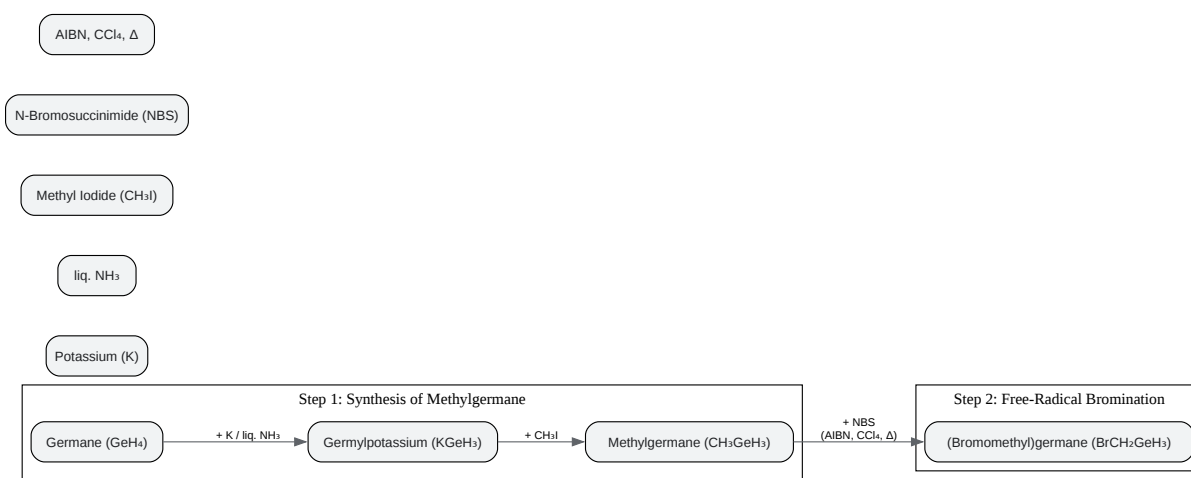 AIBN, CCl₄, Δ
N-Bromosuccinimide (NBS)
Methyl Iodide (CH₃I)
liq. NH₃
Potassium (K)
Step 1: Synthesis of Methylgermane
Germane (GeH₄)
+ K / liq. NH₃
Germylpotassium (KGeH₃)
+ CH₃I
Methylgermane (CH₃GeH₃)
+ NBS
(AIBN, CCl₄, Δ)
Step 2: Free-Radical Bromination
(Bromomethyl)germane (BrCH₂GeH₃)